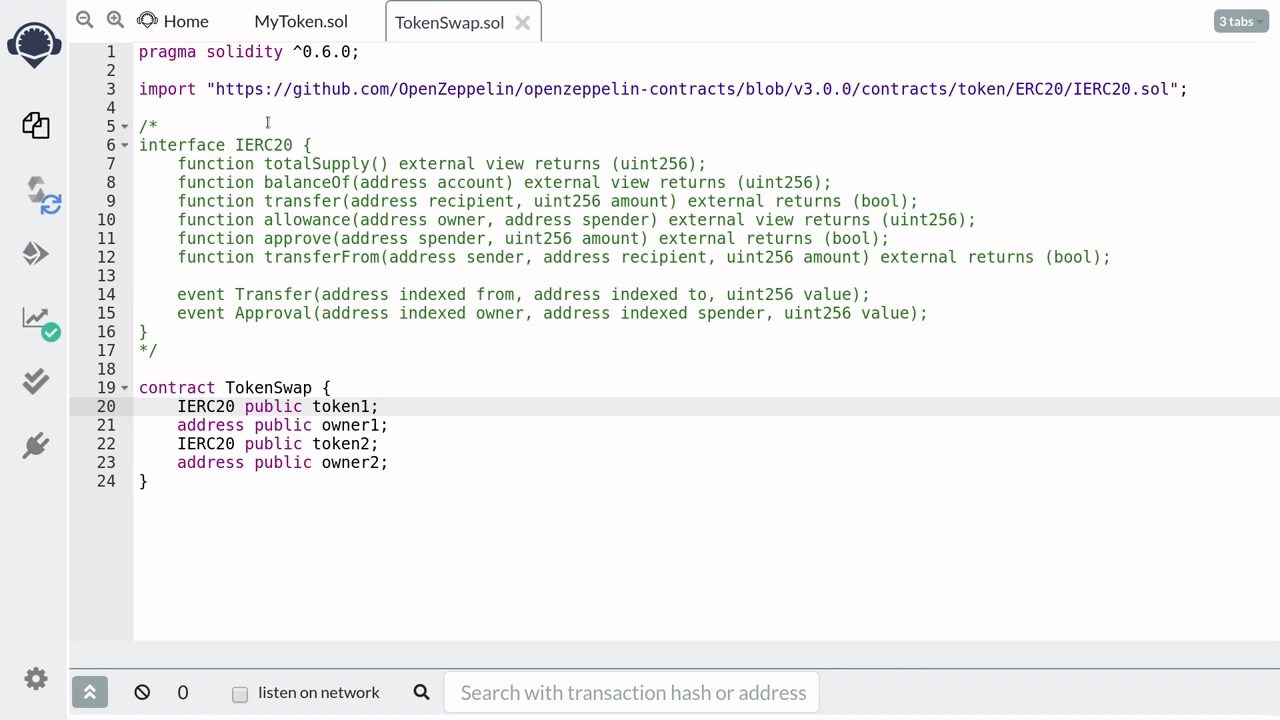 Home MyToken.sol TokenSwap.sol 3 tabs
1 pragma solidity ^0.6.0;
2
3 import "https://github.com/OpenZeppelin/openzeppelin-contracts/blob/v3.0.0/contracts/token/ERC20/IERC20.sol";
4
5 /*
6 interface IERC20 {
7 function totalSupply() external view returns (uint256);
8 function balanceOf(address account) external view returns (uint256);
9 function transfer(address recipient, uint256 amount) external returns (bool);
10 function allowance(address owner, address spender) external view returns (uint256);
11 function approve(address spender, uint256 amount) external returns (bool);
12 function transferFrom(address sender, address recipient, uint256 amount) external returns (bool);
13
14 event Transfer(address indexed from, address indexed to, uint256 value);
15 event Approval(address indexed owner, address indexed spender, uint256 value);
16 }
17 */
18
19 contract TokenSwap {
20 IERC20 public token1;
21 address public owner1;
22 IERC20 public token2;
23 address public owner2;
24 }
0 listen on network Search with transaction hash or address